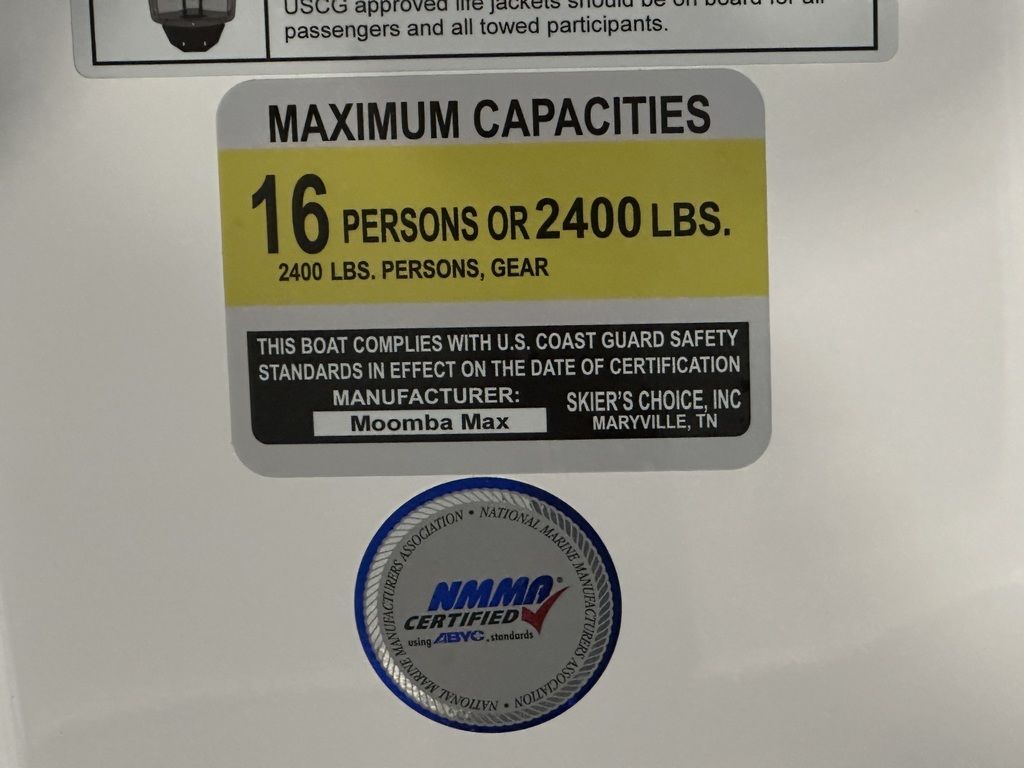 USCG approved life jackets should be on board for all
passengers and all towed participants.
MAXIMUM CAPACITIES
16 PERSONS OR 2400 LBS.
2400 LBS. PERSONS, GEAR
THIS BOAT COMPLIES WITH U.S. COAST GUARD SAFETY
STANDARDS IN EFFECT ON THE DATE OF CERTIFICATION
MANUFACTURER:
Moomba Max
SKIER'S CHOICE, INC
MARYVILLE, TN
NATIONAL MARINE MANUFACTURERS ASSOCIATION • NATIONAL MARINE MANUFACTURERS ASSOCIATION •
NMMA®
CERTIFIED
using ABYC. standards